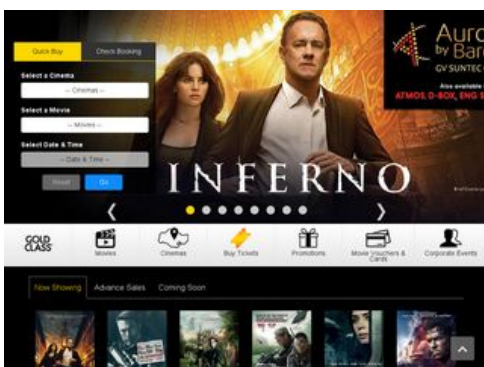 Quick Buy
Check Booking
Select a Cinema
-- Cinemas --
Select a Movie
-- Movies --
Select Date & Time
-- Date & Time --
Reset
Go
Auro
by Barc
GV SUNTEC
Also available
ATMOS, D-BOX, ENG S
INFERNO
GOLD
CLASS
Movies
Cinemas
Buy Tickets
Promotions
Movie Vouchers &
Cards
Corporate Events
Now Showing
Advance Sales
Coming Soon